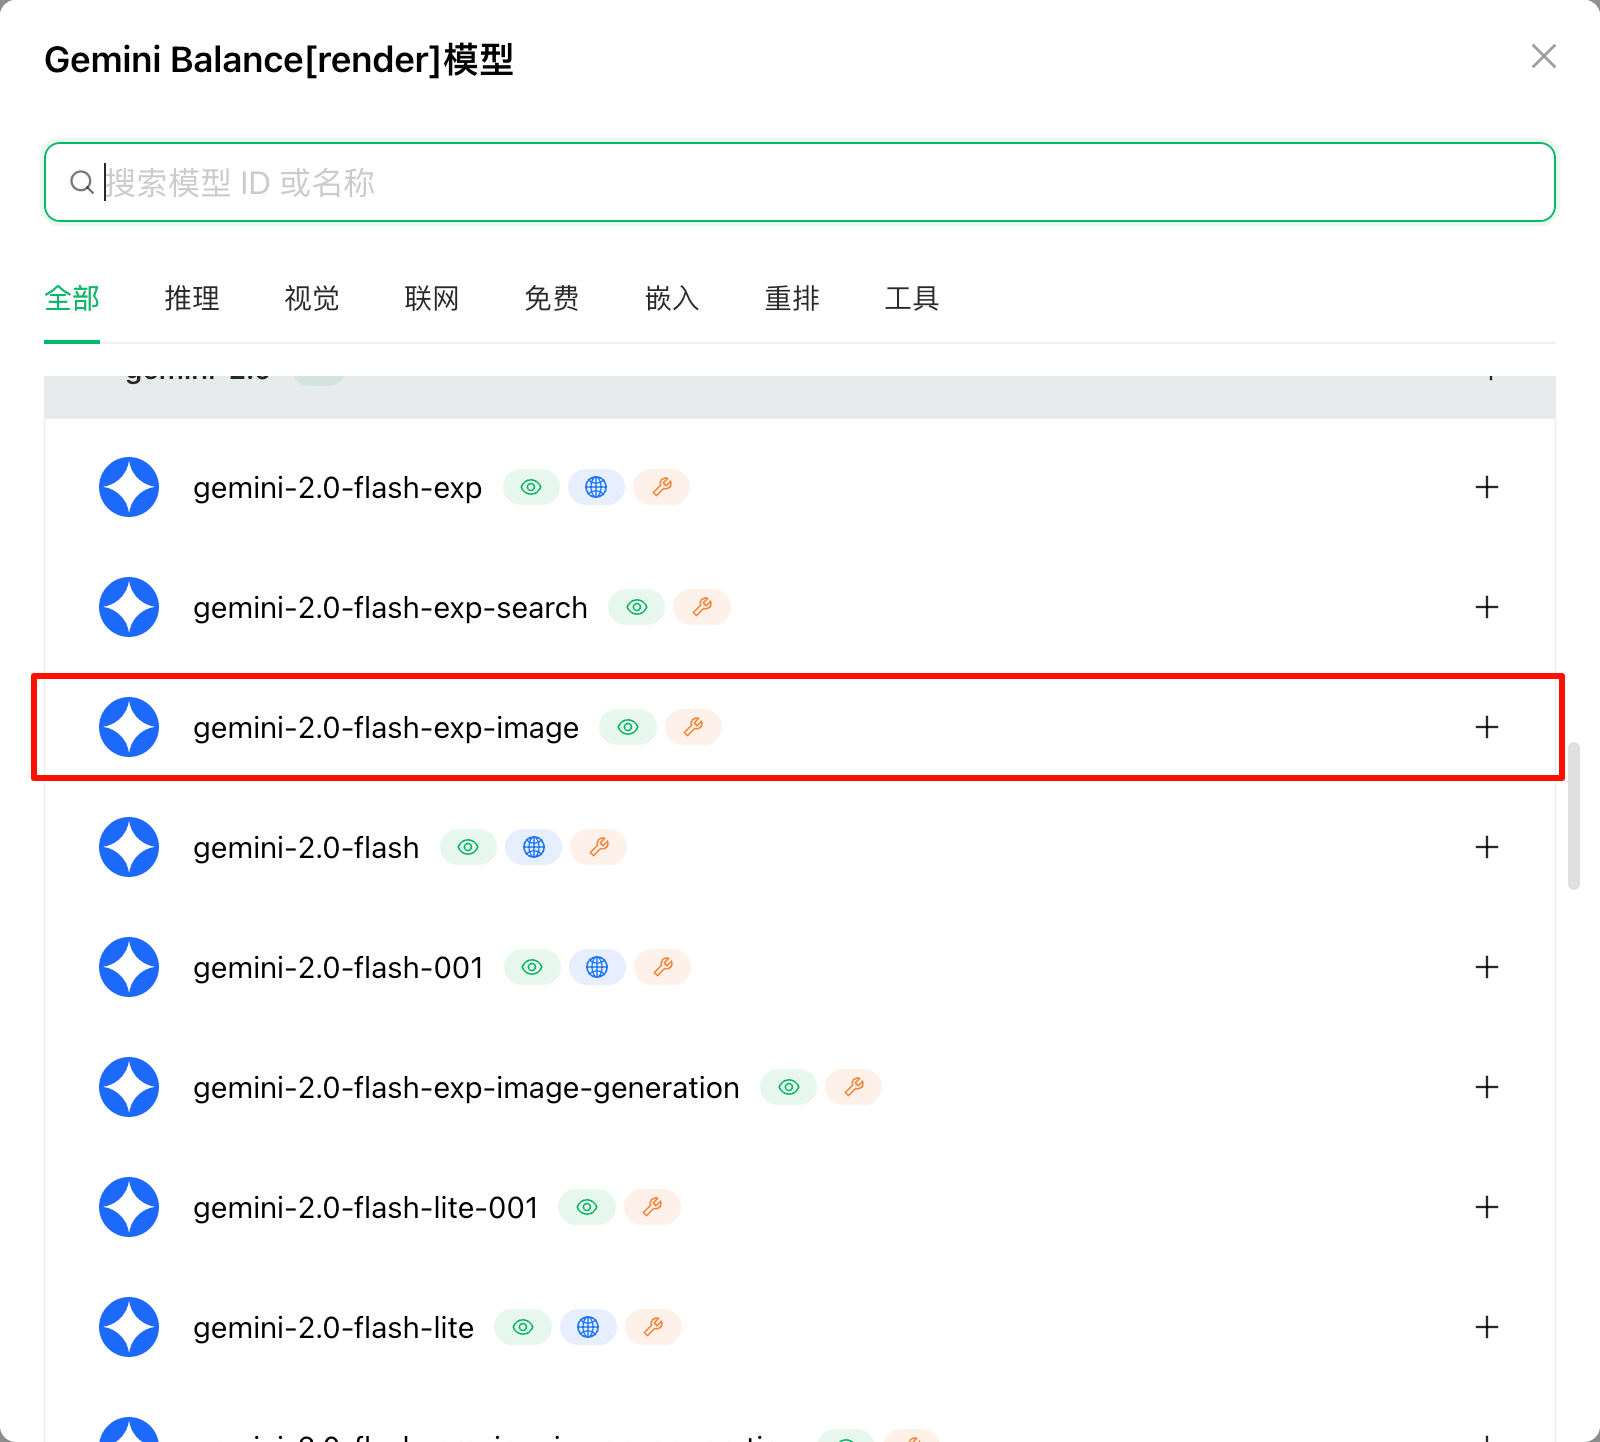 Gemini Balance[render]模型
搜索模型 ID 或名称
全部 推理 视觉 联网 免费 嵌入 重排 工具
gemini-2.0
gemini-2.0-flash-exp
gemini-2.0-flash-exp-search
gemini-2.0-flash-exp-image
gemini-2.0-flash
gemini-2.0-flash-001
gemini-2.0-flash-exp-image-generation
gemini-2.0-flash-lite-001
gemini-2.0-flash-lite